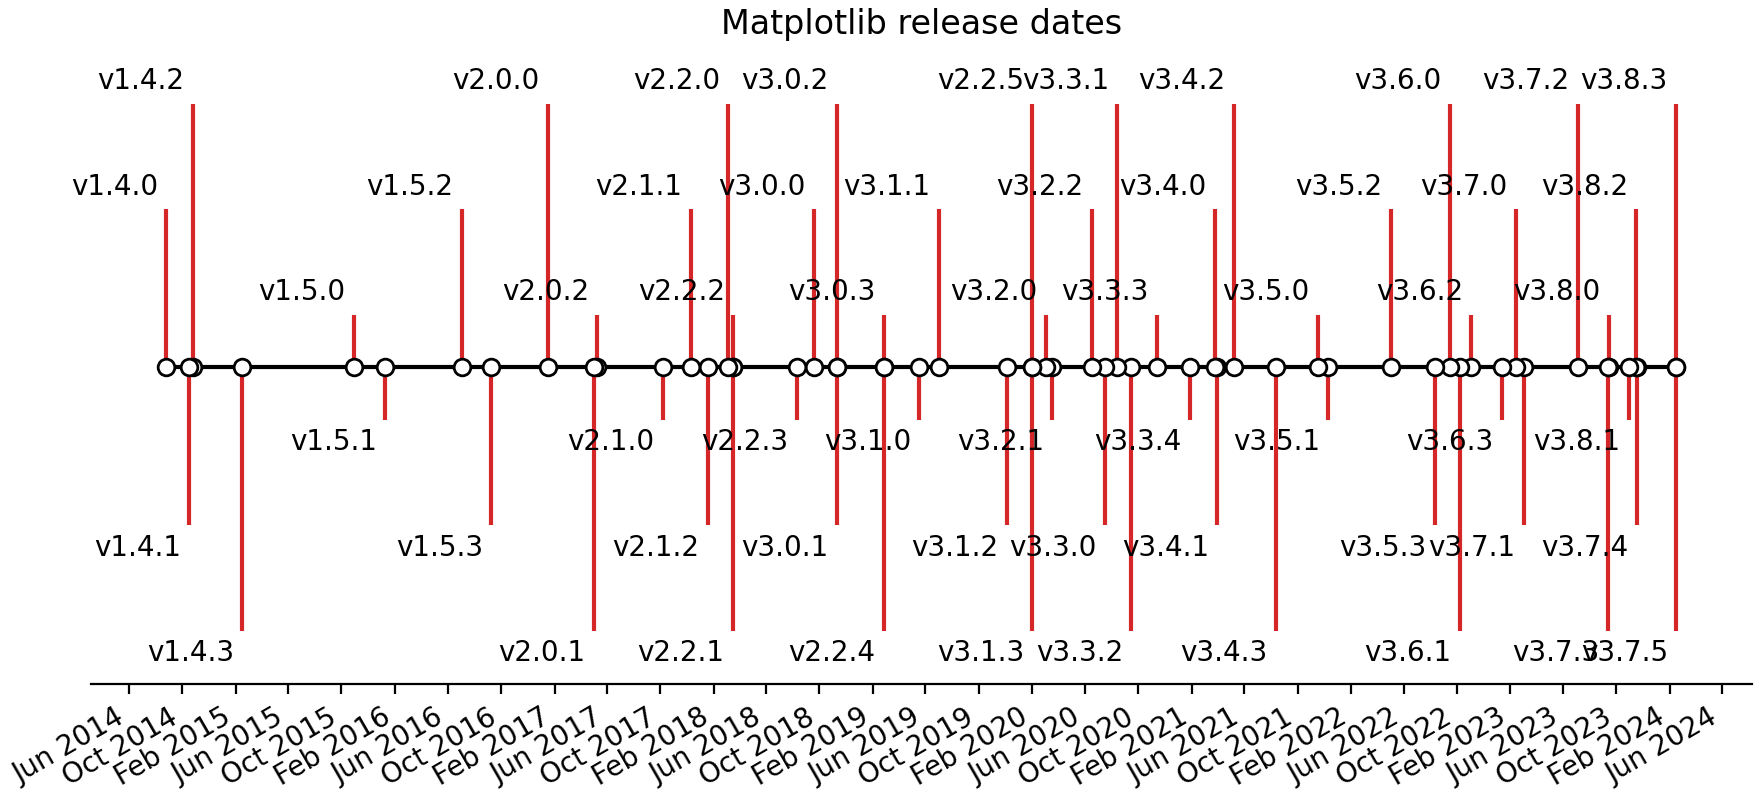 Matplotlib release dates
v1.4.2 v2.0.0 v2.2.0 v3.0.2 v2.2.5 v3.3.1 v3.4.2 v3.6.0 v3.7.2 v3.8.3
v1.4.0 v1.5.2 v2.1.1 v3.0.0 v3.1.1 v3.2.2 v3.4.0 v3.5.2 v3.7.0 v3.8.2
v1.5.0 v2.0.2 v2.2.2 v3.0.3 v3.2.0 v3.3.3 v3.5.0 v3.6.2 v3.8.0
v1.5.1 v2.1.0 v2.2.3 v3.1.0 v3.2.1 v3.3.4 v3.5.1 v3.6.3 v3.8.1
v1.4.1 v1.5.3 v2.1.2 v3.0.1 v3.1.2 v3.3.0 v3.4.1 v3.5.3 v3.7.1 v3.7.4
v1.4.3 v2.0.1 v2.2.1 v2.2.4 v3.1.3 v3.3.2 v3.4.3 v3.6.1 v3.7.3 v3.7.5
Jun 2014
Oct 2014
Feb 2015
Jun 2015
Oct 2015
Feb 2016
Jun 2016
Oct 2016
Feb 2017
Jun 2017
Oct 2017
Feb 2018
Jun 2018
Oct 2018
Feb 2019
Jun 2019
Oct 2019
Feb 2020
Jun 2020
Oct 2020
Feb 2021
Jun 2021
Oct 2021
Feb 2022
Jun 2022
Oct 2022
Feb 2023
Jun 2023
Oct 2023
Feb 2024
Jun 2024